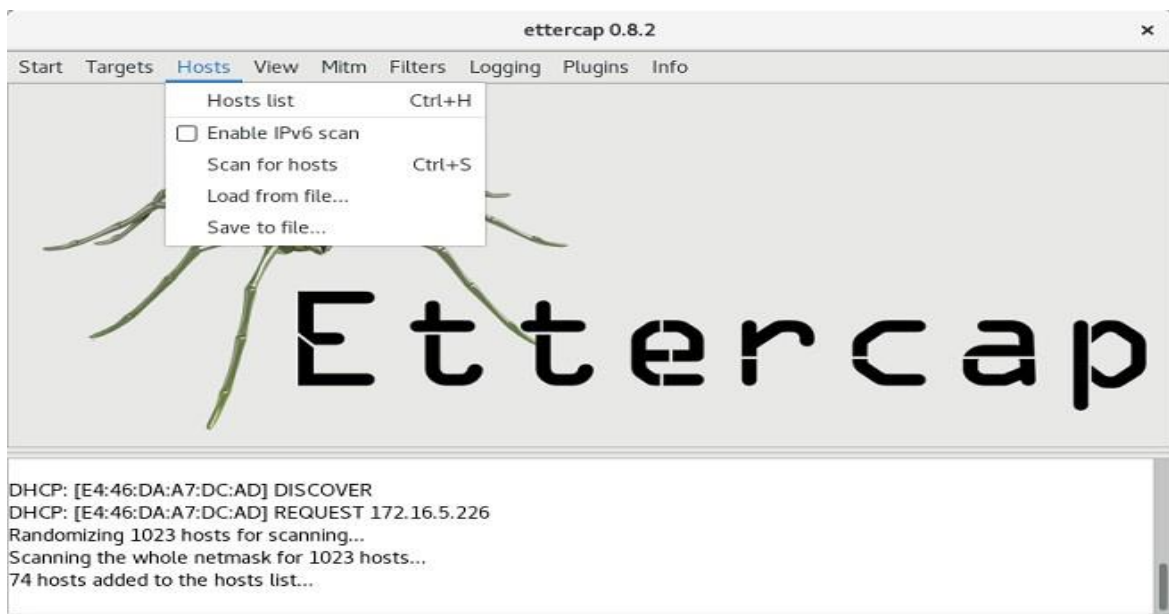 ettercap 0.8.2 ×
Start Targets Hosts View Mitm Filters Logging Plugins Info
Hosts list Ctrl+H
Enable IPv6 scan
Scan for hosts Ctrl+S
Load from file...
Save to file...
Ettercap
DHCP: [E4:46:DA:A7:DC:AD] DISCOVER
DHCP: [E4:46:DA:A7:DC:AD] REQUEST 172.16.5.226
Randomizing 1023 hosts for scanning...
Scanning the whole netmask for 1023 hosts...
74 hosts added to the hosts list...